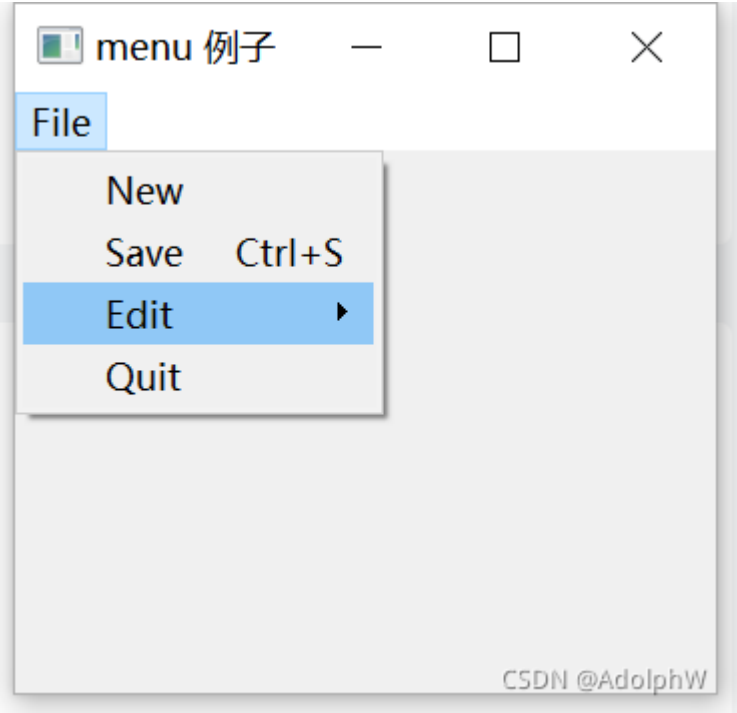 menu 例子
File
New
Save Ctrl+S
Edit
Quit
CSDN @AdolphW